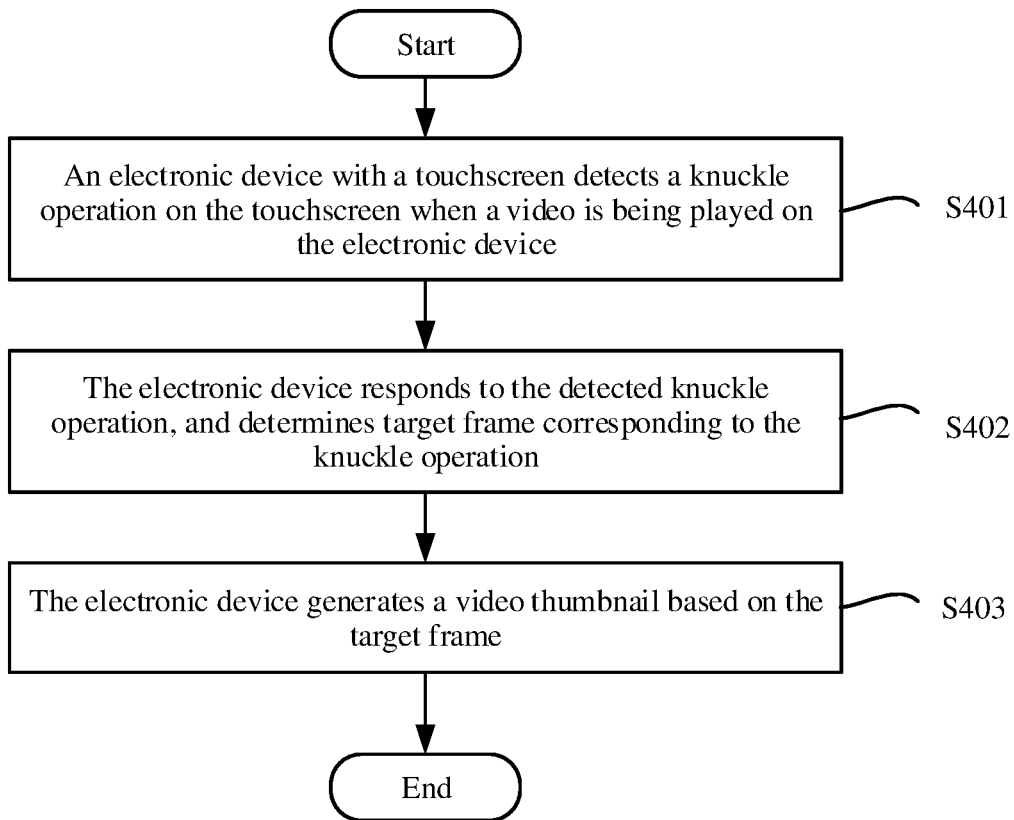 Start
An electronic device with a touchscreen detects a knuckle
operation on the touchscreen when a video is being played on
the electronic device
S401
The electronic device responds to the detected knuckle
operation, and determines target frame corresponding to the
knuckle operation
S402
The electronic device generates a video thumbnail based on the
target frame
S403
End